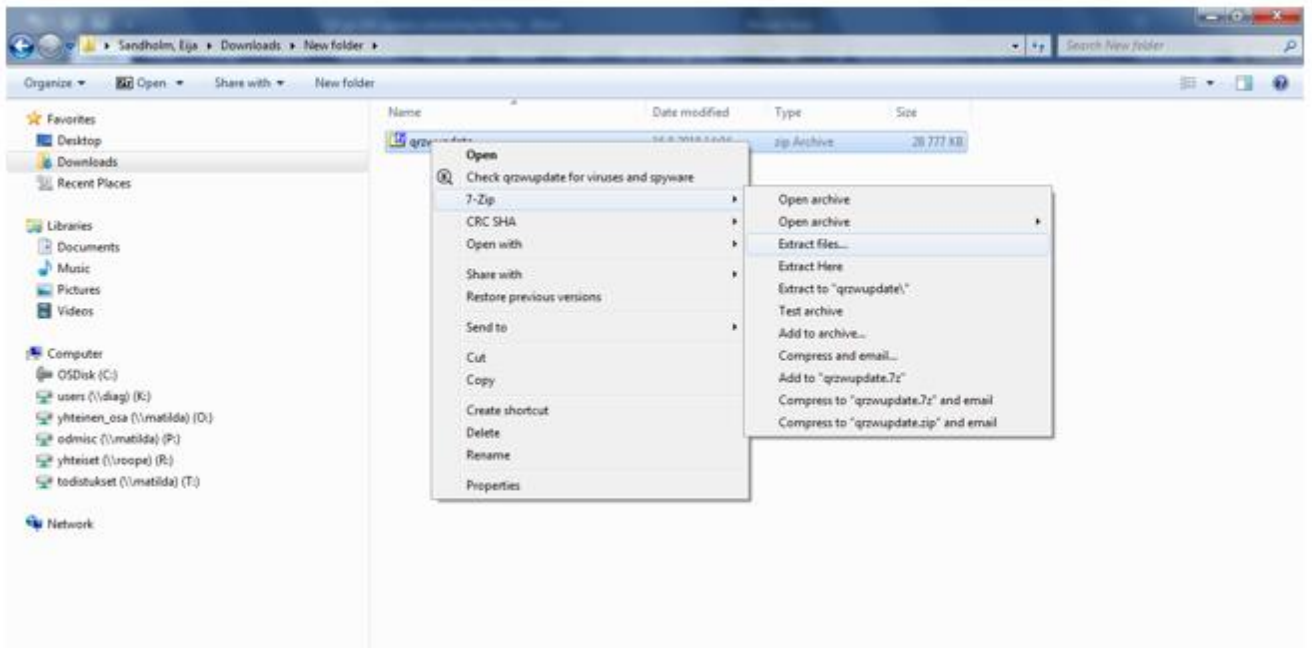 Sandholm, Eija ▸ Downloads ▸ New folder ▸
Search New folder
Organize Open Share with New folder
Name Date modified Type Size
zip Archive 28 777 KB
Favorites
Desktop
Downloads
Recent Places
Libraries
Documents
Music
Pictures
Videos
Computer
OSDisk (C:)
users (\\diag) (K:)
yhteinen_osa (\\matilda) (O:)
odmisc (\\matilda) (P:)
yhteiset (\\roope) (R:)
todistukset (\\matilda) (T:)
Network
Open
Check qrzwupdate for viruses and spyware
7-Zip
CRC SHA
Open with
Share with
Restore previous versions
Send to
Cut
Copy
Create shortcut
Delete
Rename
Properties
Open archive
Open archive
Extract files...
Extract Here
Extract to "qrzwupdate\"
Test archive
Add to archive...
Compress and email...
Add to "qrzwupdate.7z"
Compress to "qrzwupdate.7z" and email
Compress to "qrzwupdate.zip" and email